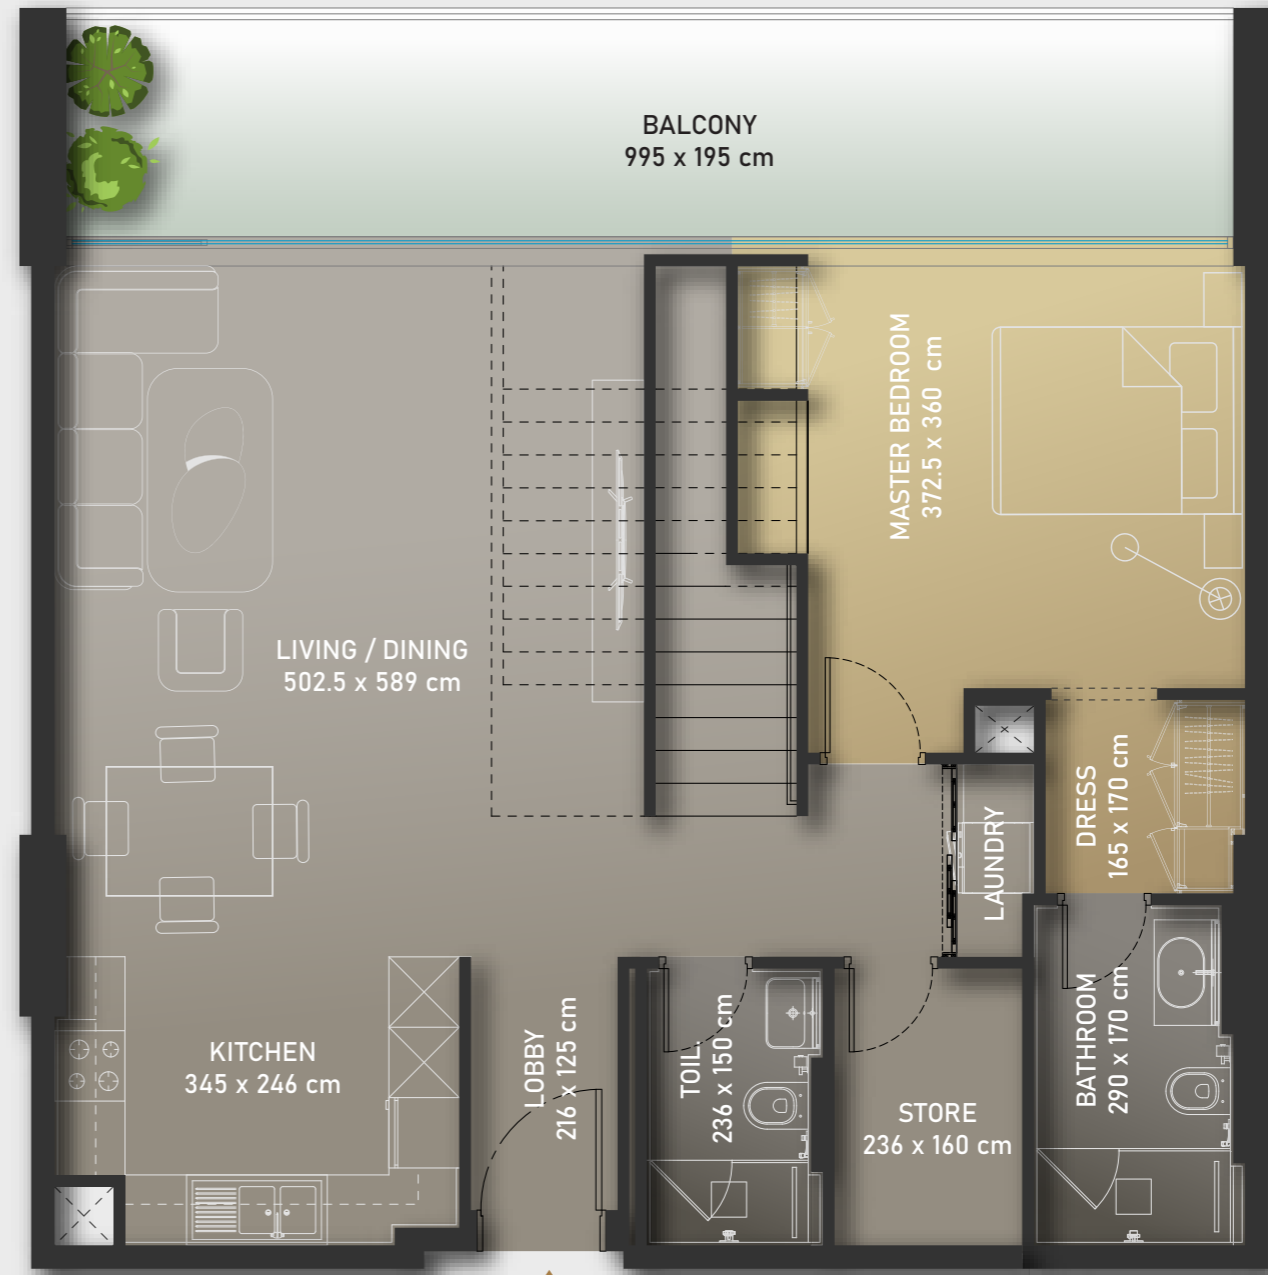 BALCONY
995 x 195 cm
MASTER BEDROOM
372.5 x 360 cm
LIVING / DINING
502.5 x 589 cm
DRESS
165 x 170 cm
LAUNDRY
KITCHEN
345 x 246 cm
LOBBY
216 x 125 cm
TOIL.
236 x 150 cm
STORE
236 x 160 cm
BATHROOM
290 x 170 cm